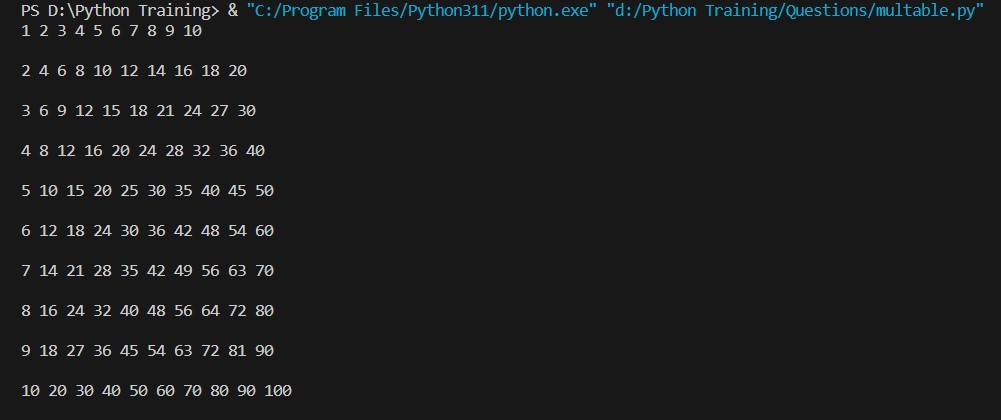 PS D:\Python Training> & "C:/Program Files/Python311/python.exe" "d:/Python Training/Questions/multable.py"
1 2 3 4 5 6 7 8 9 10
2 4 6 8 10 12 14 16 18 20
3 6 9 12 15 18 21 24 27 30
4 8 12 16 20 24 28 32 36 40
5 10 15 20 25 30 35 40 45 50
6 12 18 24 30 36 42 48 54 60
7 14 21 28 35 42 49 56 63 70
8 16 24 32 40 48 56 64 72 80
9 18 27 36 45 54 63 72 81 90
10 20 30 40 50 60 70 80 90 100